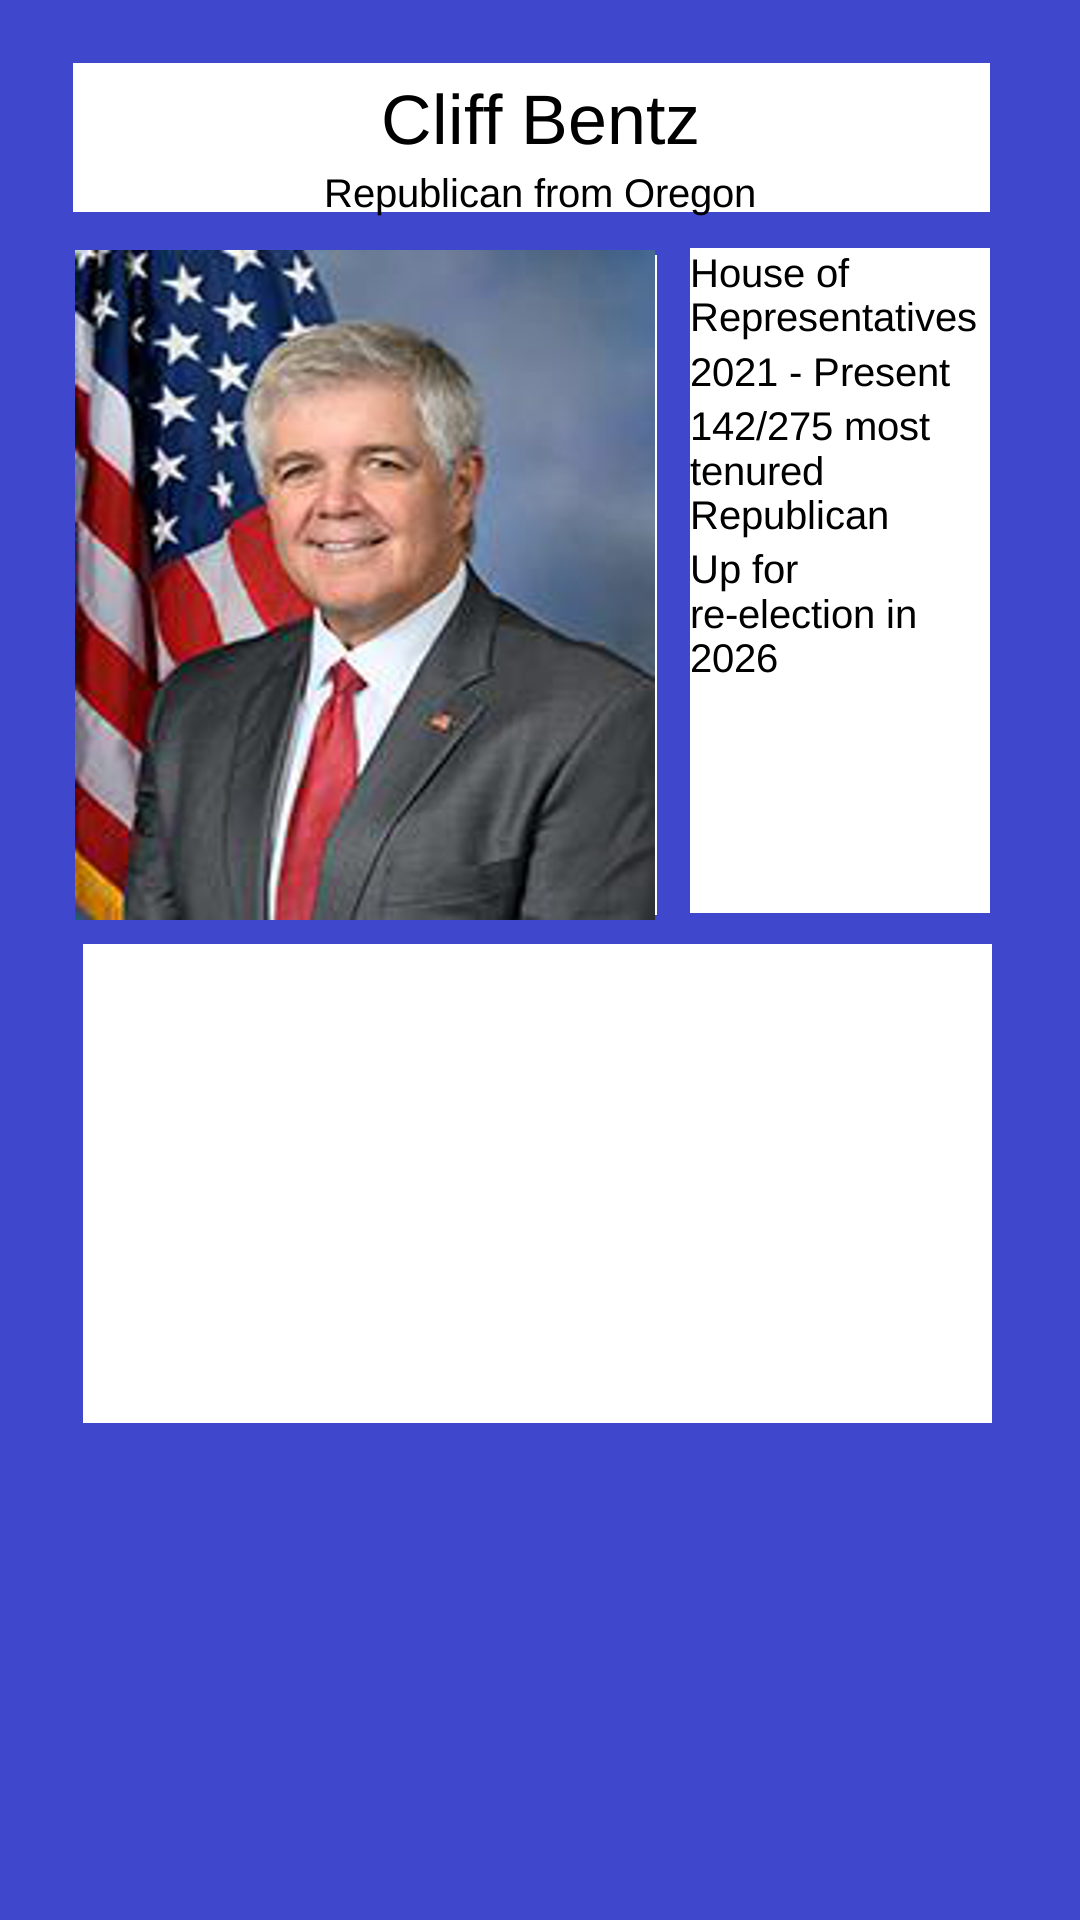 Cliff Bentz
Republican from Oregon
House of
Representatives
2021 - Present
142/275 most
tenured
Republican
Up for
re-election in
2026